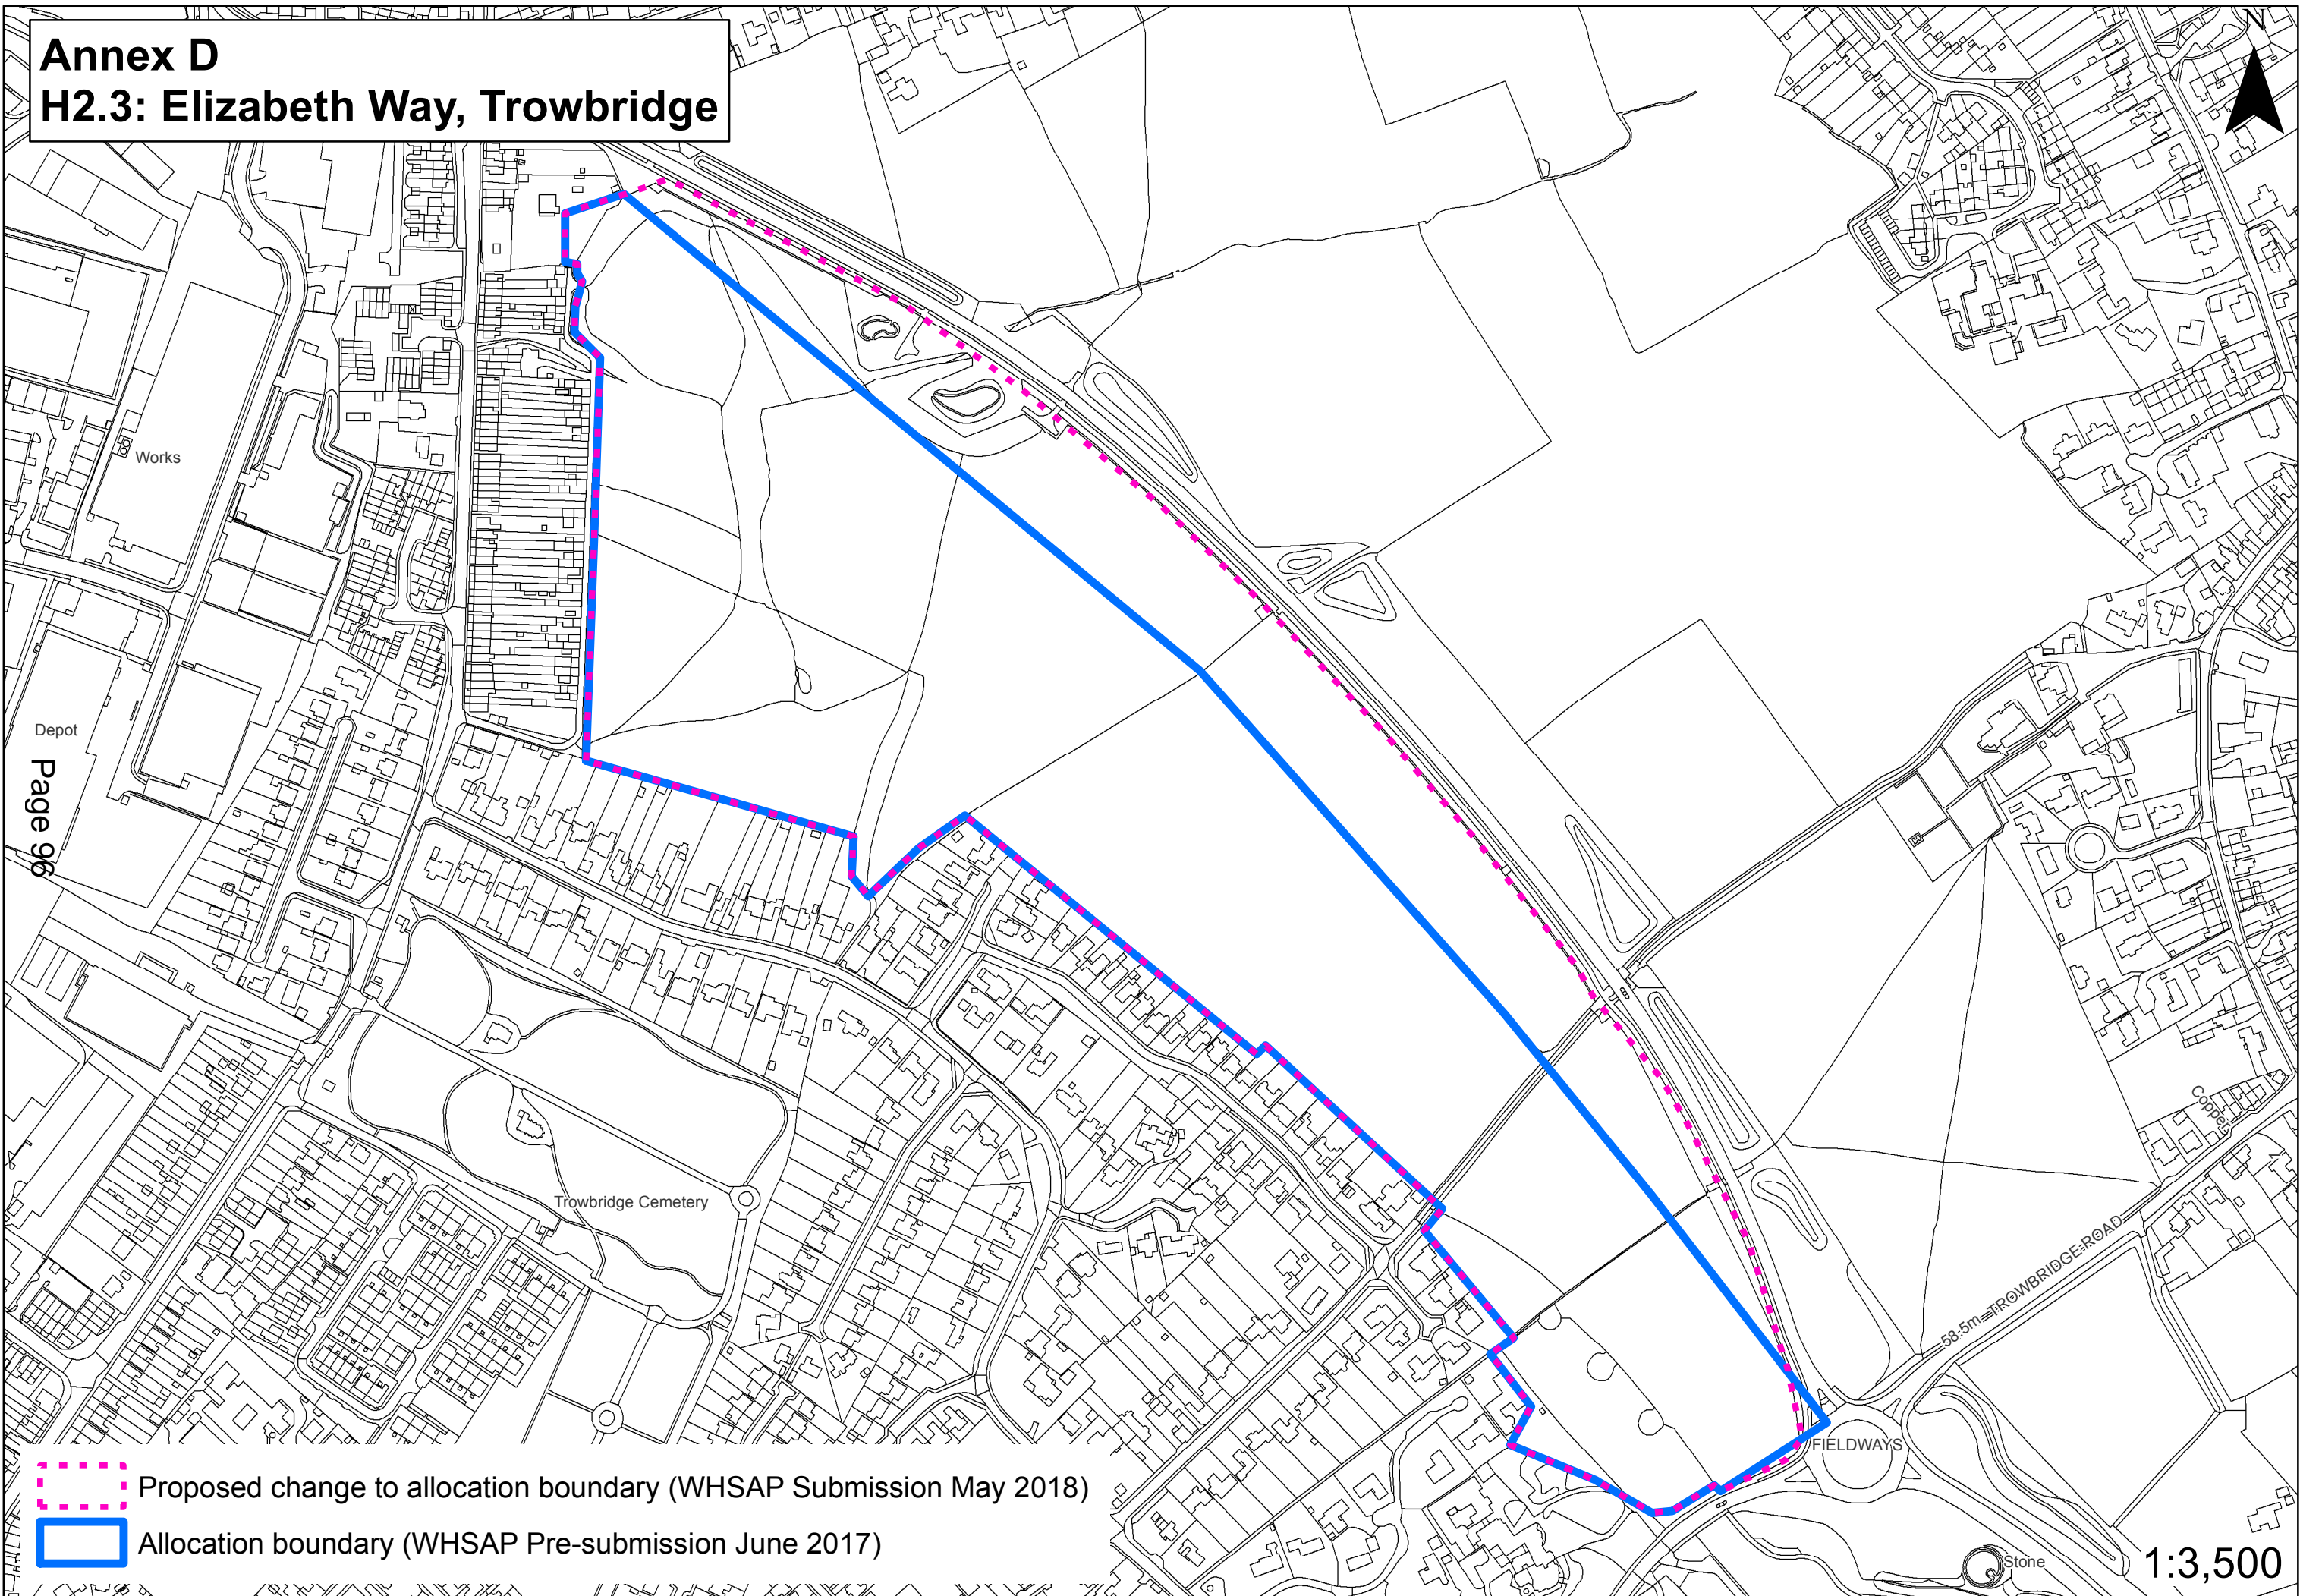 Annex D
H2.3: Elizabeth Way, Trowbridge
N
Works
Depot
Page 96
Trowbridge Cemetery
58.5m
TROWBRIDGE ROAD
FIELDWAYS
Stone
Proposed change to allocation boundary (WHSAP Submission May 2018)
Allocation boundary (WHSAP Pre-submission June 2017)
1:3,500